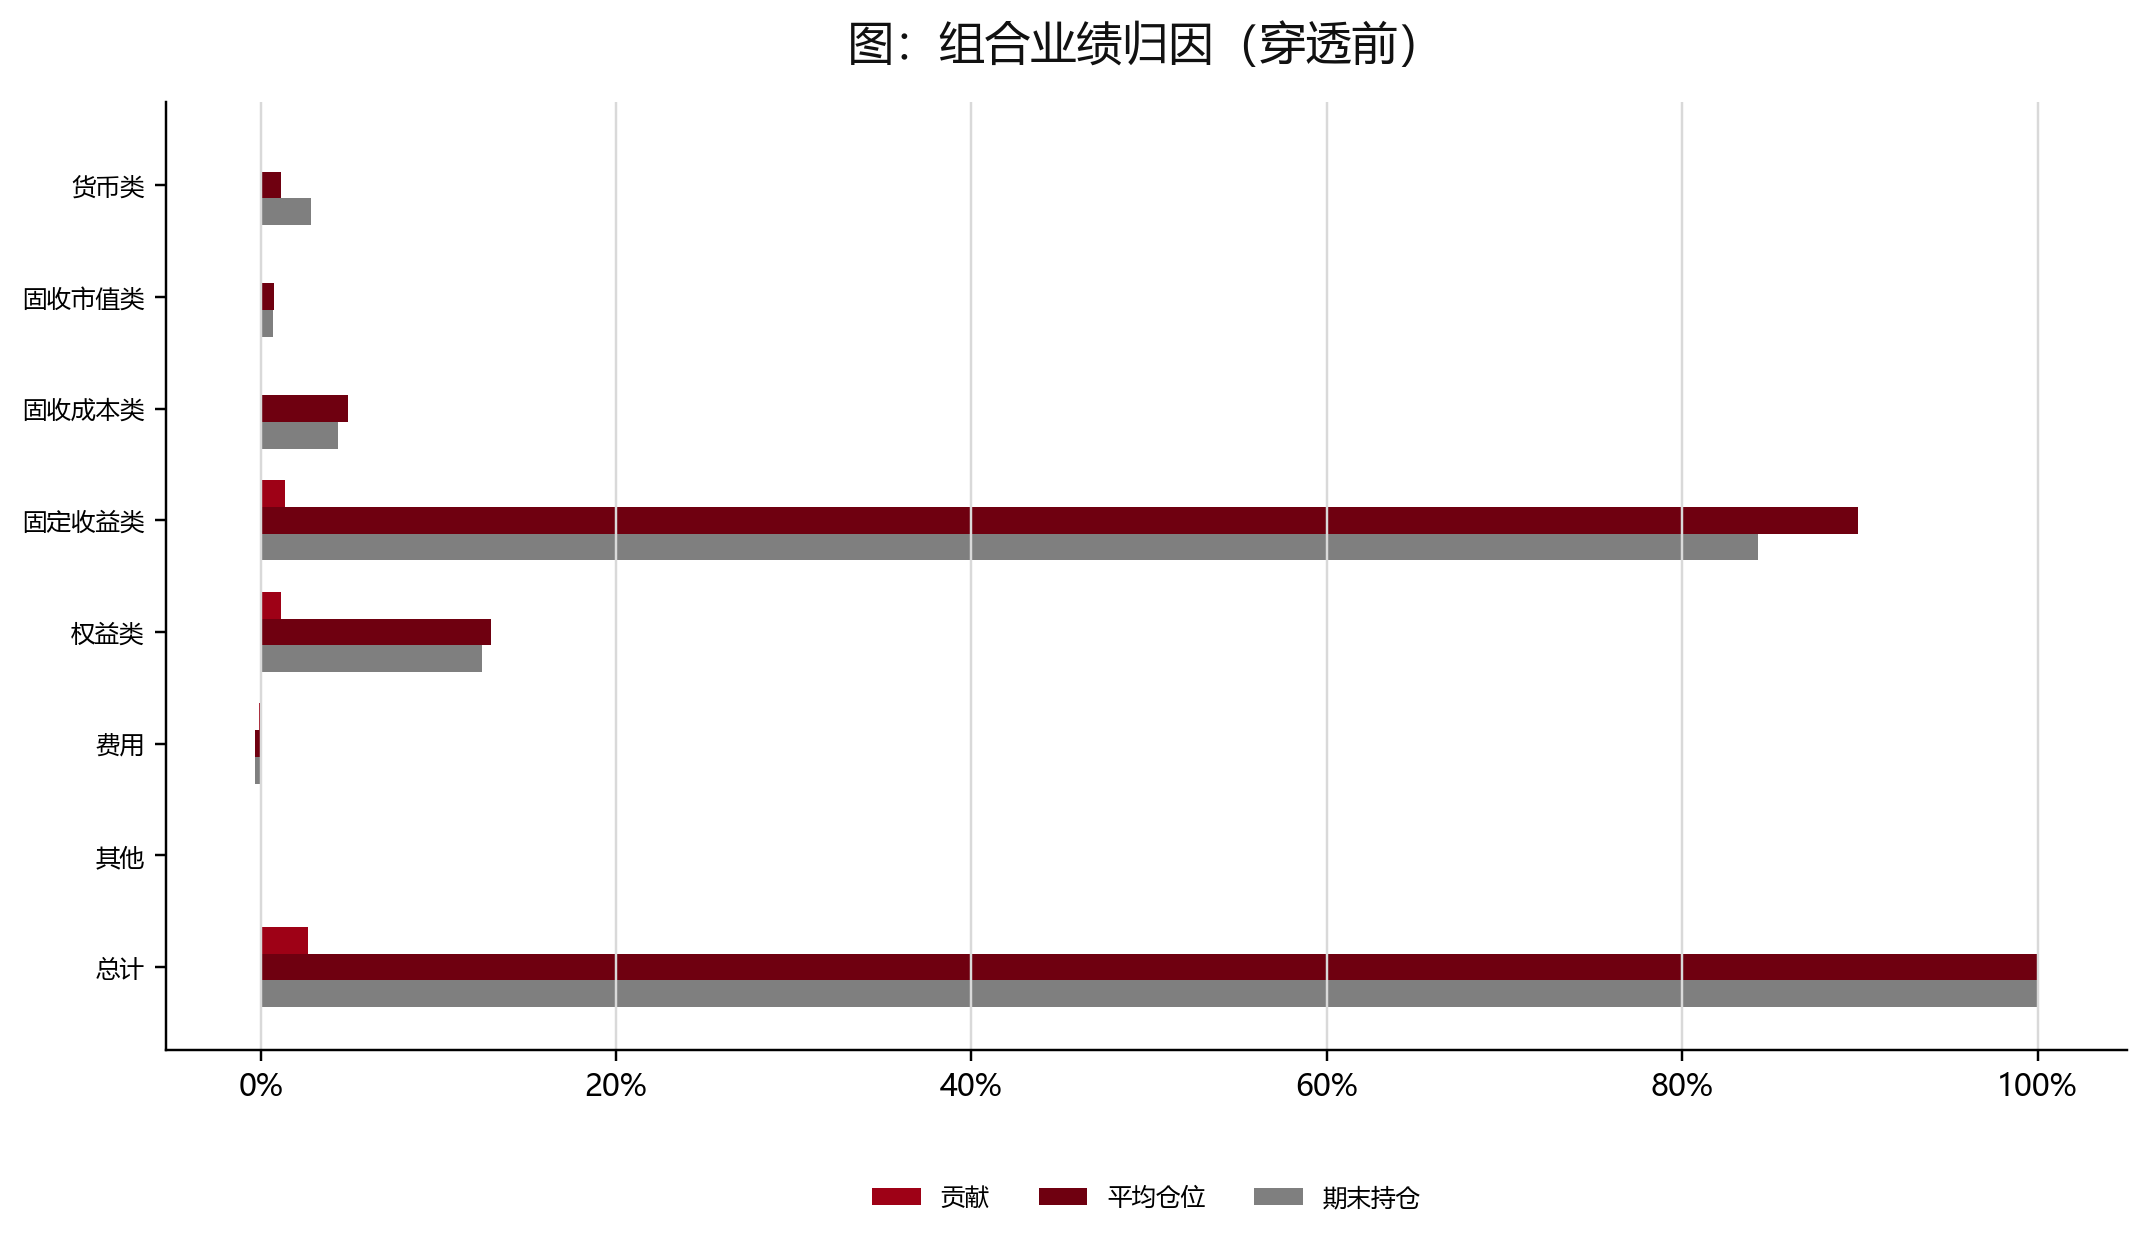 图：组合业绩归因（穿透前）
货币类
固收市值类
固收成本类
固定收益类
权益类
费用
其他
总计
0% 20% 40% 60% 80% 100%
贡献 平均仓位 期末持仓